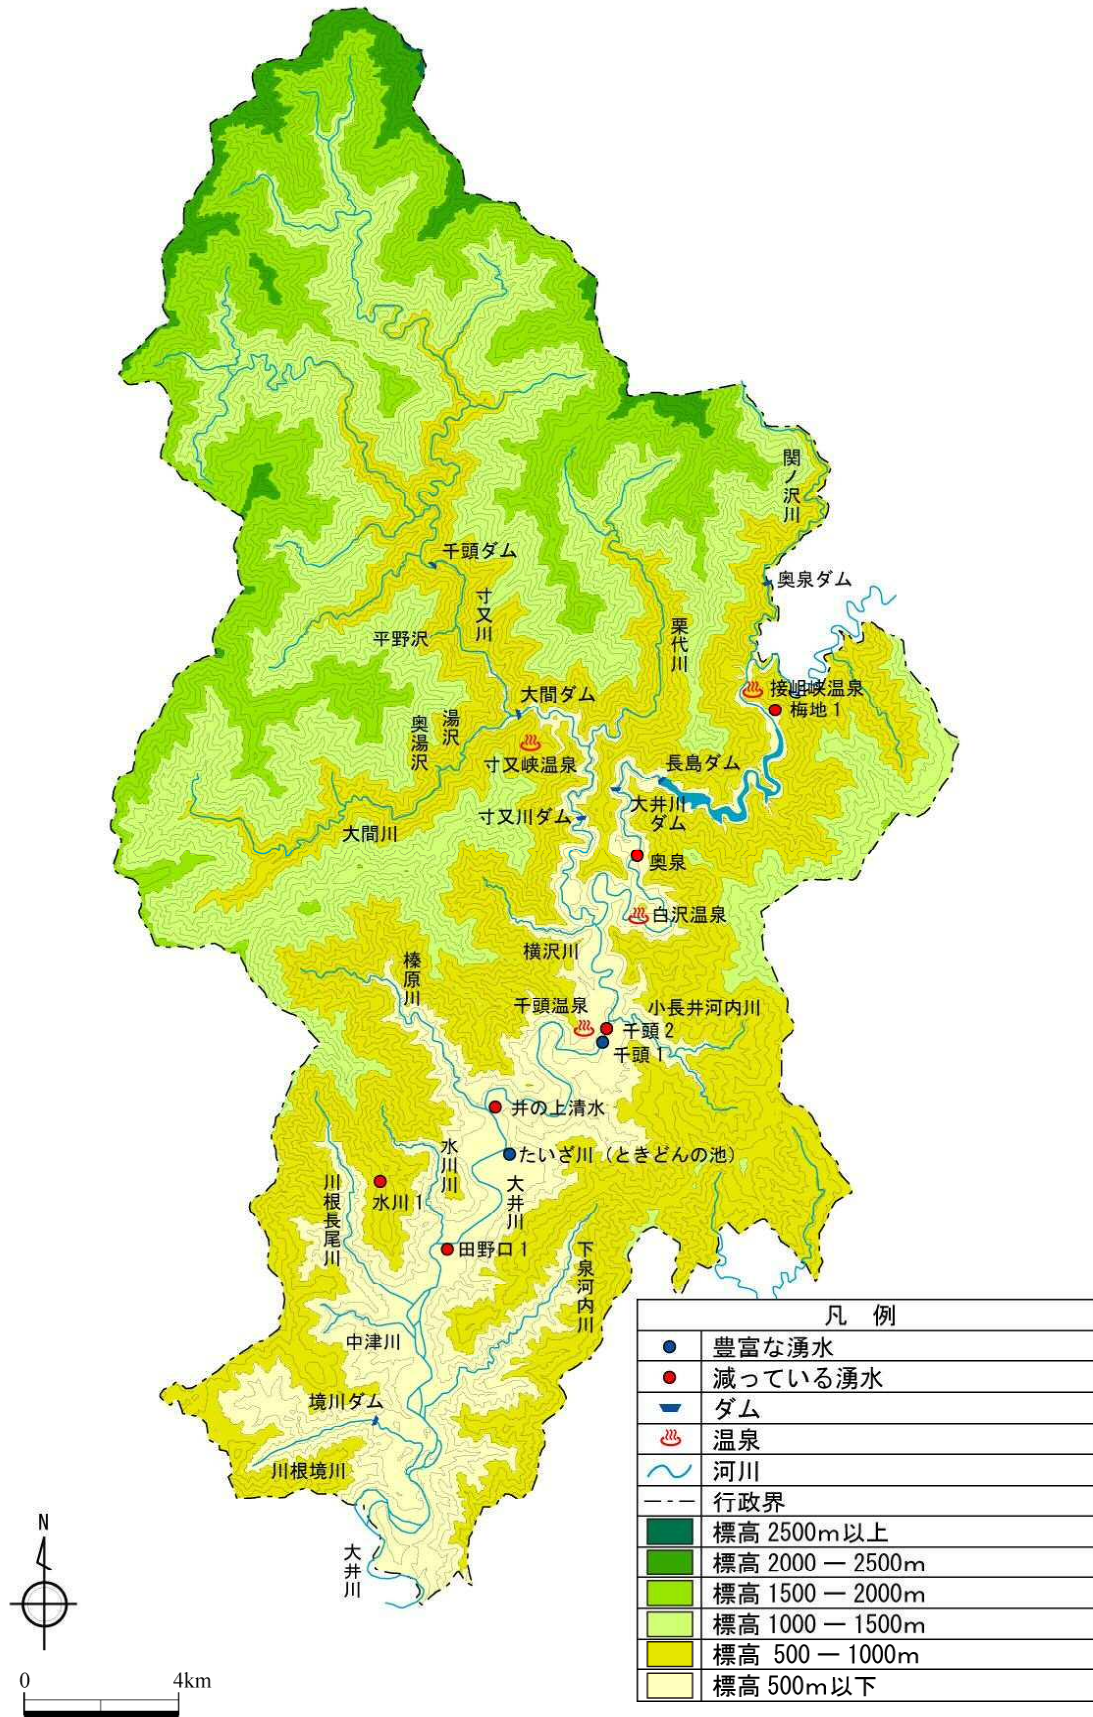 関ノ沢川
千頭ダム
奥泉ダム
寸又川
平野沢
栗代川
接岨峡温泉
大間ダム
梅地1
湯沢
奥湯沢
寸又峡温泉
長島ダム
大井川
ダム
寸又川ダム
大間川
奥泉
白沢温泉
横沢川
榛原川
千頭温泉
小長井河内川
千頭2
千頭1
井の上清水
たいざ川（ときどんの池）
水川川
大井川
川根長尾川
水川1
田野口1
下泉河内川
中津川
境川ダム
川根境川
大井川
凡 例
豊富な湧水
減っている湧水
ダム
温泉
河川
行政界
標高 2500m以上
標高 2000 − 2500m
標高 1500 − 2000m
標高 1000 − 1500m
標高 500 − 1000m
標高 500m以下
N
0 4km